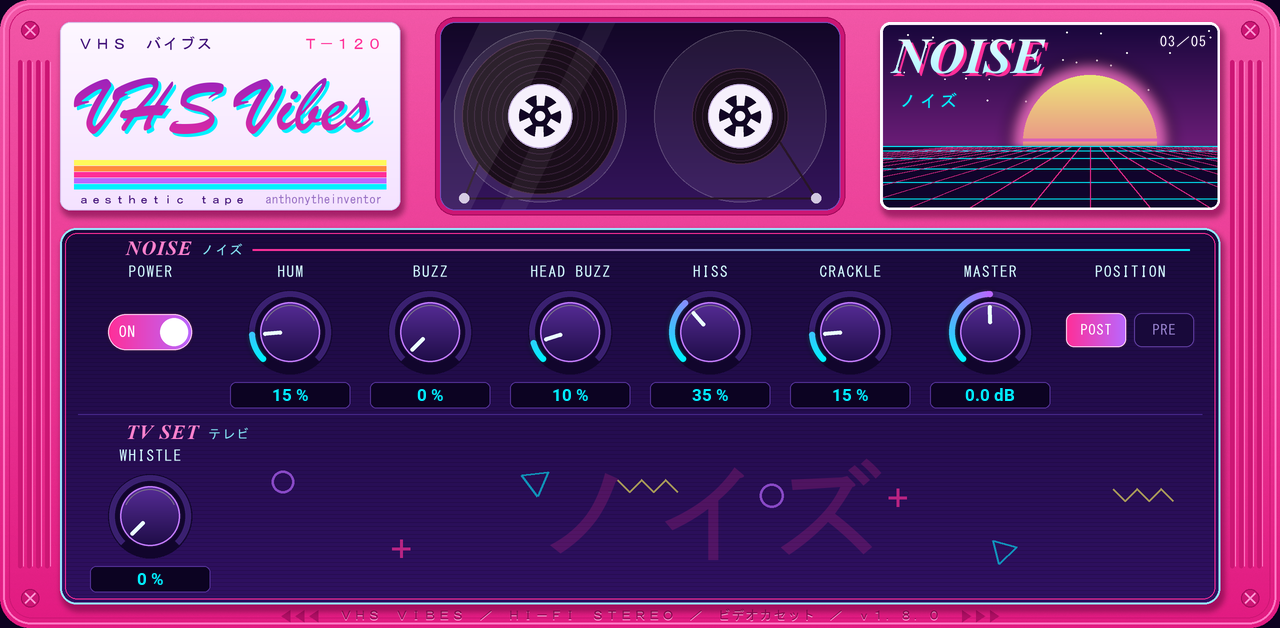 VHS バイブス
T-120
VHS Vibes
aesthetic tape
anthonytheinventor
NOISE
03/05
ノイズ
NOISE ノイズ
POWER
HUM
BUZZ
HEAD BUZZ
HISS
CRACKLE
MASTER
POSITION
ON
POST
PRE
15 %
0 %
10 %
35 %
15 %
0.0 dB
TV SET テレビ
WHISTLE
0 %
ノイズ
VHS VIBES / HI-FI STEREO / ビデオカセット / v1.8.0